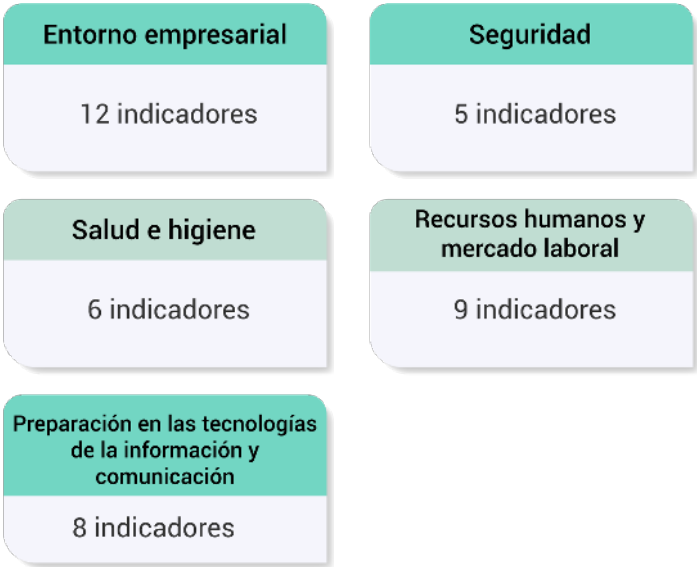 Entorno empresarial
12 indicadores
Seguridad
5 indicadores
Salud e higiene
6 indicadores
Recursos humanos y
mercado laboral
9 indicadores
Preparación en las tecnologías
de la información y
comunicación
8 indicadores